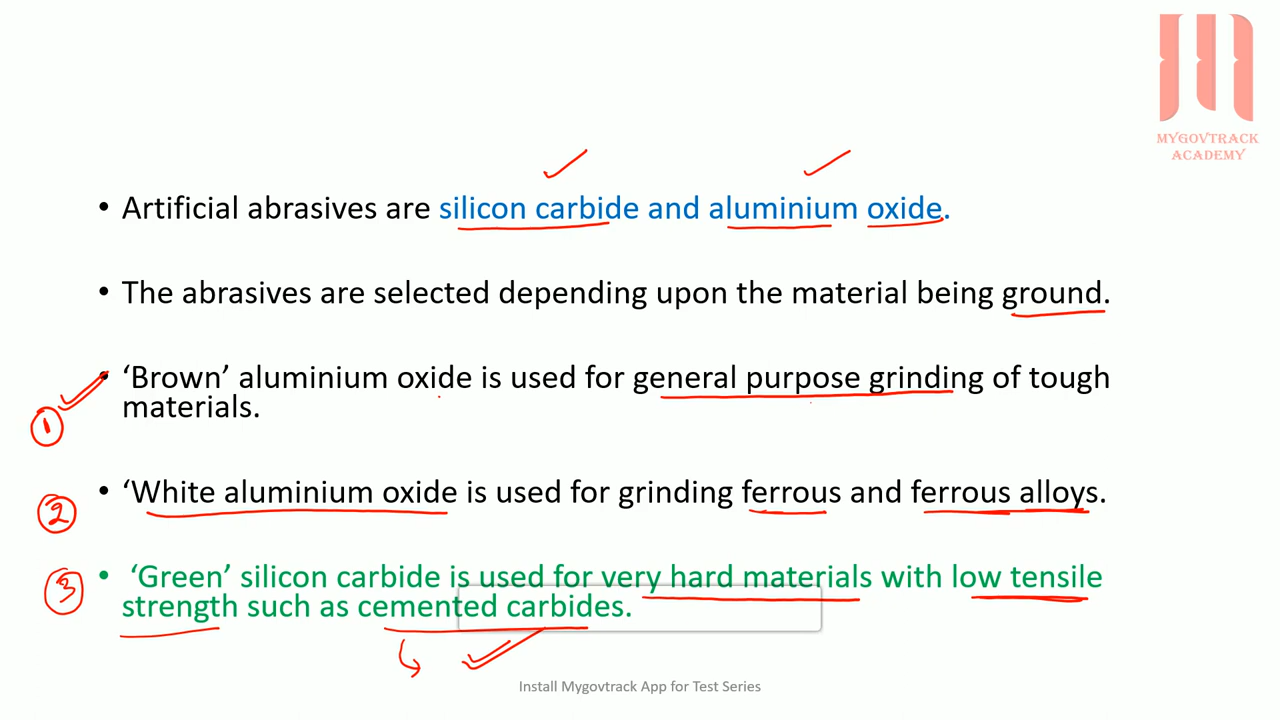 MYGOVTRACK
ACADEMY
• Artificial abrasives are silicon carbide and aluminium oxide.
• The abrasives are selected depending upon the material being ground.
• ‘Brown’ aluminium oxide is used for general purpose grinding of tough
materials.
1
• ‘White aluminium oxide is used for grinding ferrous and ferrous alloys.
2
• ‘Green’ silicon carbide is used for very hard materials with low tensile
strength such as cemented carbides.
3
Install Mygovtrack App for Test Series